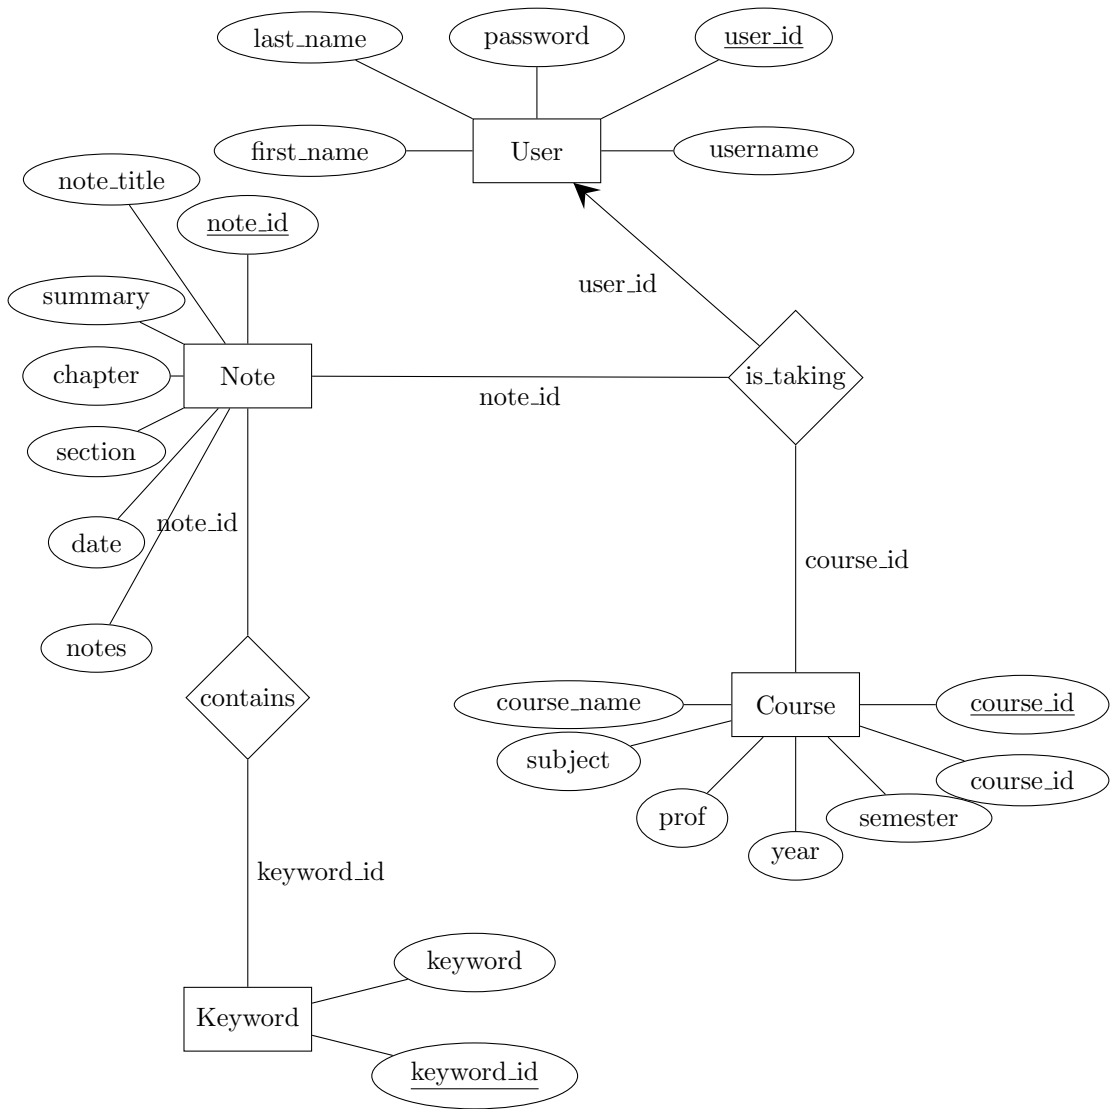 last_name
password
user_id
first_name
User
username
note_title
note_id
user_id
summary
chapter
Note
is_taking
note_id
section
note_id
date
course_id
notes
contains
course_name
Course
course_id
subject
course_id
prof
semester
year
keyword_id
keyword
Keyword
keyword_id